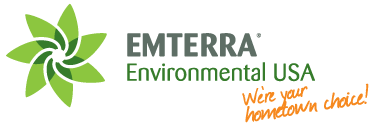 EMTERRA®
Environmental USA
We're your
hometown choice!